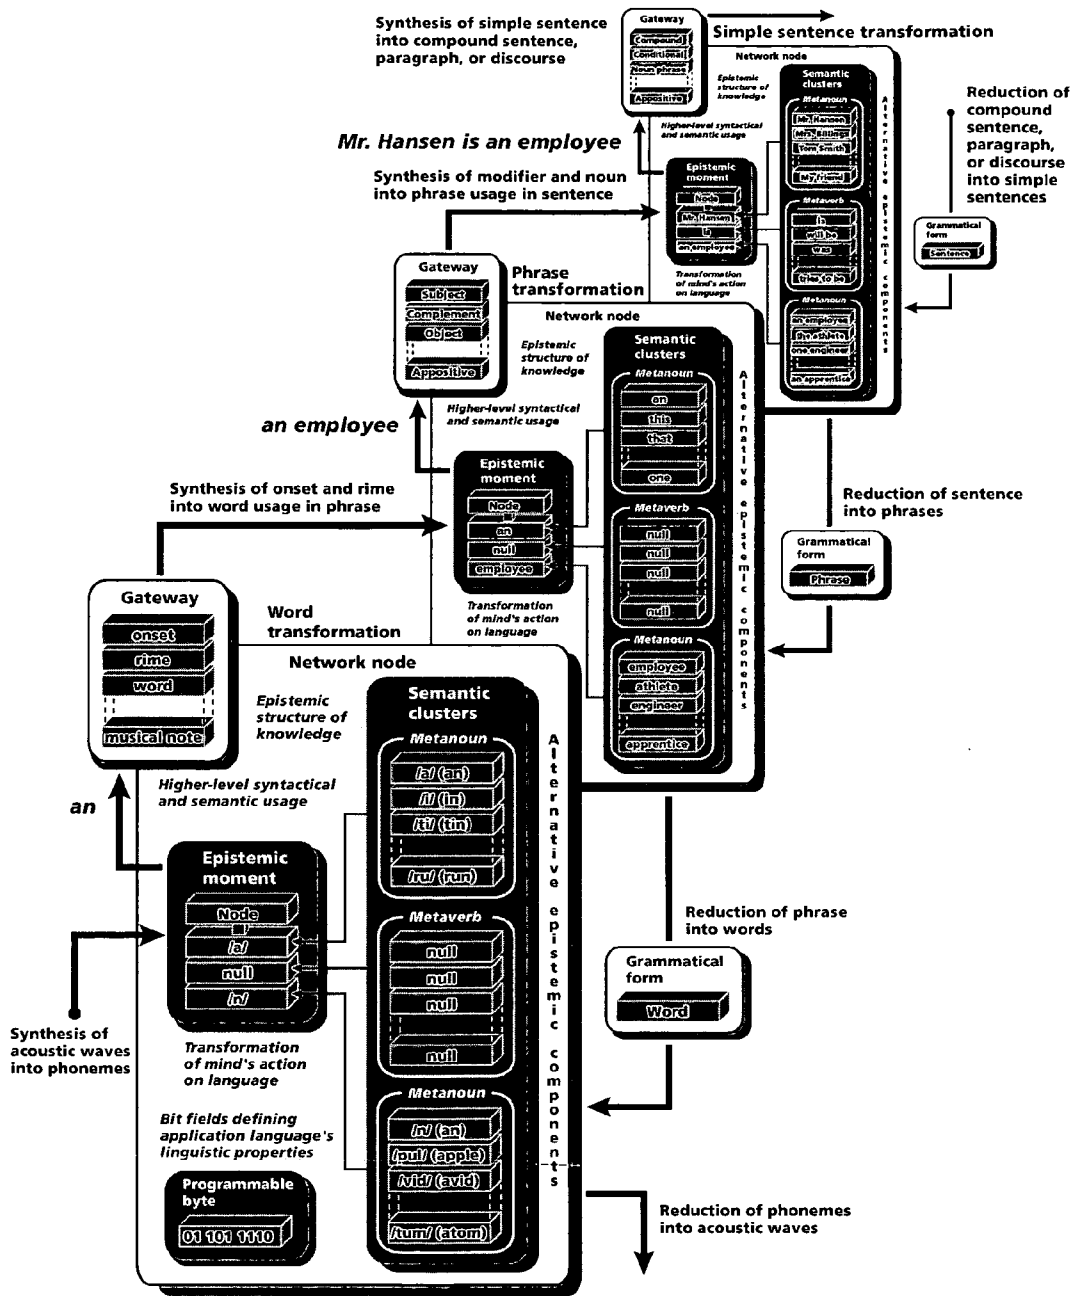 Synthesis of simple sentence
into compound sentence,
paragraph, or discourse
Gateway
Compound
Conditional
Noun phrase
Appositive
Simple sentence transformation
Network node
Epistemic
structure of
knowledge
Higher-level syntactical
and semantic usage
Semantic
clusters
Metanoun
Mr. Hansen
Mrs. Billings
Tom Smith
My friend
Metaverb
is
will be
was
tries to be
Metanoun
an employee
the athlete
one engineer
an apprentice
Alternative epistemic components
Reduction of
compound
sentence,
paragraph,
or discourse
into simple
sentences
Grammatical
form
Sentence
Mr. Hansen is an employee
Epistemic
moment
Node
Mr. Hansen
is
an employee
Transformation
of mind's action
on language
Synthesis of modifier and noun
into phrase usage in sentence
Gateway
Subject
Complement
Object
Appositive
Phrase
transformation
Network node
Epistemic
structure of
knowledge
Higher-level syntactical
and semantic usage
Semantic
clusters
Metanoun
an
this
that
one
Metaverb
null
null
null
null
Metanoun
employee
athlete
engineer
apprentice
Alternative epistemic components
Reduction of sentence
into phrases
Grammatical
form
Phrase
an employee
Epistemic
moment
Node
an
null
employee
Transformation
of mind's action
on language
Synthesis of onset and rime
into word usage in phrase
Gateway
onset
rime
word
musical note
Word
transformation
Network node
Epistemic
structure of
knowledge
Higher-level syntactical
and semantic usage
Semantic
clusters
Metanoun
/a/ (an)
/i/ (in)
/ti/ (tin)
/ru/ (run)
Metaverb
null
null
null
null
Metanoun
/n/ (an)
/pul/ (apple)
/vid/ (avid)
/tum/ (atom)
Alternative epistemic components
Reduction of phrase
into words
Grammatical
form
Word
an
Epistemic
moment
Node
/a/
null
/n/
Synthesis of
acoustic waves
into phonemes
Transformation
of mind's action
on language
Bit fields defining
application language's
linguistic properties
Programmable
byte
01 101 1110
Reduction of phonemes
into acoustic waves